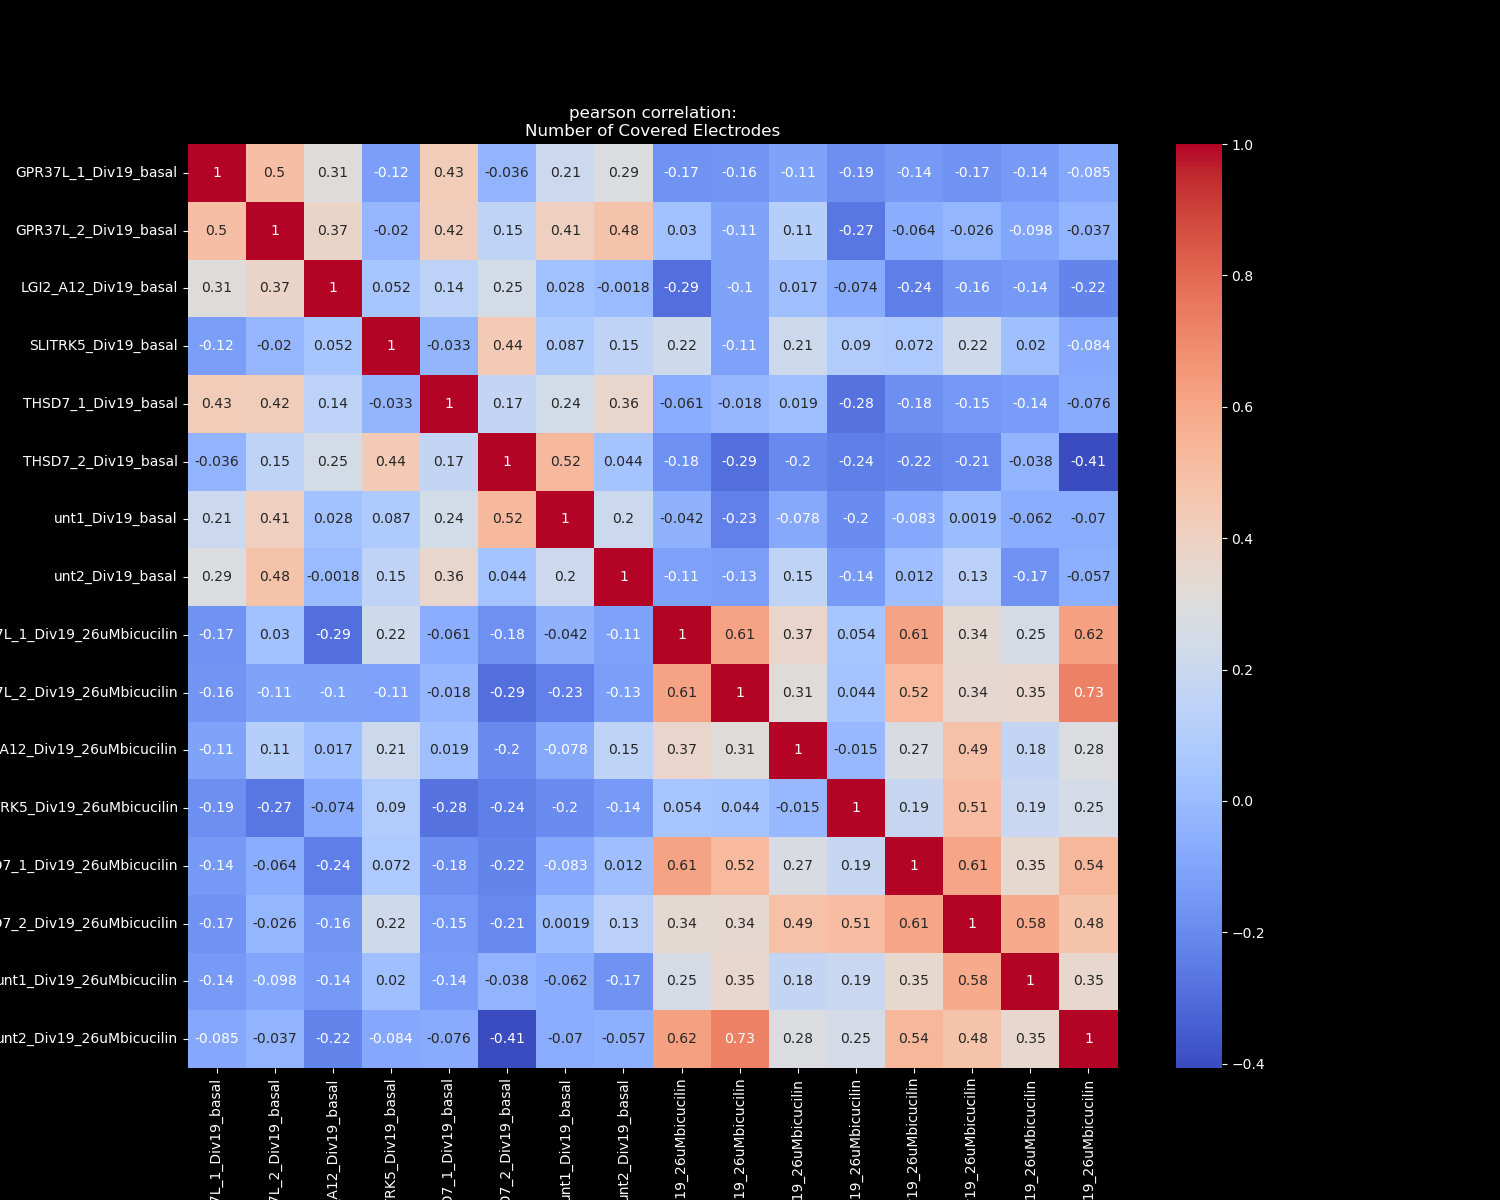 pearson correlation:
Number of Covered Electrodes
GPR37L_1_Div19_basal 1 0.5 0.31 -0.12 0.43 -0.036 0.21 0.29 -0.17 -0.16 -0.11 -0.19 -0.14 -0.17 -0.14 -0.085
GPR37L_2_Div19_basal 0.5 1 0.37 -0.02 0.42 0.15 0.41 0.48 0.03 -0.11 0.11 -0.27 -0.064 -0.026 -0.098 -0.037
LGI2_A12_Div19_basal 0.31 0.37 1 0.052 0.14 0.25 0.028 -0.0018 -0.29 -0.1 0.017 -0.074 -0.24 -0.16 -0.14 -0.22
SLITRK5_Div19_basal -0.12 -0.02 0.052 1 -0.033 0.44 0.087 0.15 0.22 -0.11 0.21 0.09 0.072 0.22 0.02 -0.084
THSD7_1_Div19_basal 0.43 0.42 0.14 -0.033 1 0.17 0.24 0.36 -0.061 -0.018 0.019 -0.28 -0.18 -0.15 -0.14 -0.076
THSD7_2_Div19_basal -0.036 0.15 0.25 0.44 0.17 1 0.52 0.044 -0.18 -0.29 -0.2 -0.24 -0.22 -0.21 -0.038 -0.41
unt1_Div19_basal 0.21 0.41 0.028 0.087 0.24 0.52 1 0.2 -0.042 -0.23 -0.078 -0.2 -0.083 0.0019 -0.062 -0.07
unt2_Div19_basal 0.29 0.48 -0.0018 0.15 0.36 0.044 0.2 1 -0.11 -0.13 0.15 -0.14 0.012 0.13 -0.17 -0.057
7L_1_Div19_26uMbicucilin -0.17 0.03 -0.29 0.22 -0.061 -0.18 -0.042 -0.11 1 0.61 0.37 0.054 0.61 0.34 0.25 0.62
7L_2_Div19_26uMbicucilin -0.16 -0.11 -0.1 -0.11 -0.018 -0.29 -0.23 -0.13 0.61 1 0.31 0.044 0.52 0.34 0.35 0.73
A12_Div19_26uMbicucilin -0.11 0.11 0.017 0.21 0.019 -0.2 -0.078 0.15 0.37 0.31 1 -0.015 0.27 0.49 0.18 0.28
RK5_Div19_26uMbicucilin -0.19 -0.27 -0.074 0.09 -0.28 -0.24 -0.2 -0.14 0.054 0.044 -0.015 1 0.19 0.51 0.19 0.25
D7_1_Div19_26uMbicucilin -0.14 -0.064 -0.24 0.072 -0.18 -0.22 -0.083 0.012 0.61 0.52 0.27 0.19 1 0.61 0.35 0.54
D7_2_Div19_26uMbicucilin -0.17 -0.026 -0.16 0.22 -0.15 -0.21 0.0019 0.13 0.34 0.34 0.49 0.51 0.61 1 0.58 0.48
unt1_Div19_26uMbicucilin -0.14 -0.098 -0.14 0.02 -0.14 -0.038 -0.062 -0.17 0.25 0.35 0.18 0.19 0.35 0.58 1 0.35
unt2_Div19_26uMbicucilin -0.085 -0.037 -0.22 -0.084 -0.076 -0.41 -0.07 -0.057 0.62 0.73 0.28 0.25 0.54 0.48 0.35 1
7L_1_Div19_basal
7L_2_Div19_basal
A12_Div19_basal
TRK5_Div19_basal
D7_1_Div19_basal
D7_2_Div19_basal
unt1_Div19_basal
unt2_Div19_basal
19_26uMbicucilin
19_26uMbicucilin
19_26uMbicucilin
19_26uMbicucilin
19_26uMbicucilin
19_26uMbicucilin
19_26uMbicucilin
19_26uMbicucilin
1.0
0.8
0.6
0.4
0.2
0.0
−0.2
−0.4